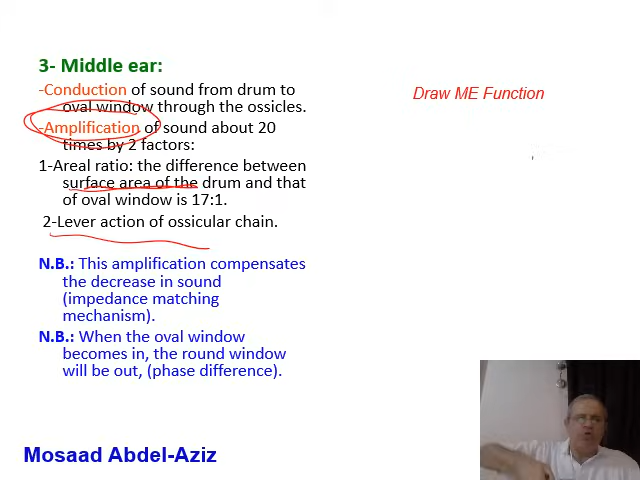 3- Middle ear:
-Conduction of sound from drum to
oval window through the ossicles.
-Amplification of sound about 20
times by 2 factors:
1-Areal ratio: the difference between
surface area of the drum and that
of oval window is 17:1.
2-Lever action of ossicular chain.
N.B.: This amplification compensates
the decrease in sound
(impedance matching
mechanism).
N.B.: When the oval window
becomes in, the round window
will be out, (phase difference).
Mosaad Abdel-Aziz
Draw ME Function